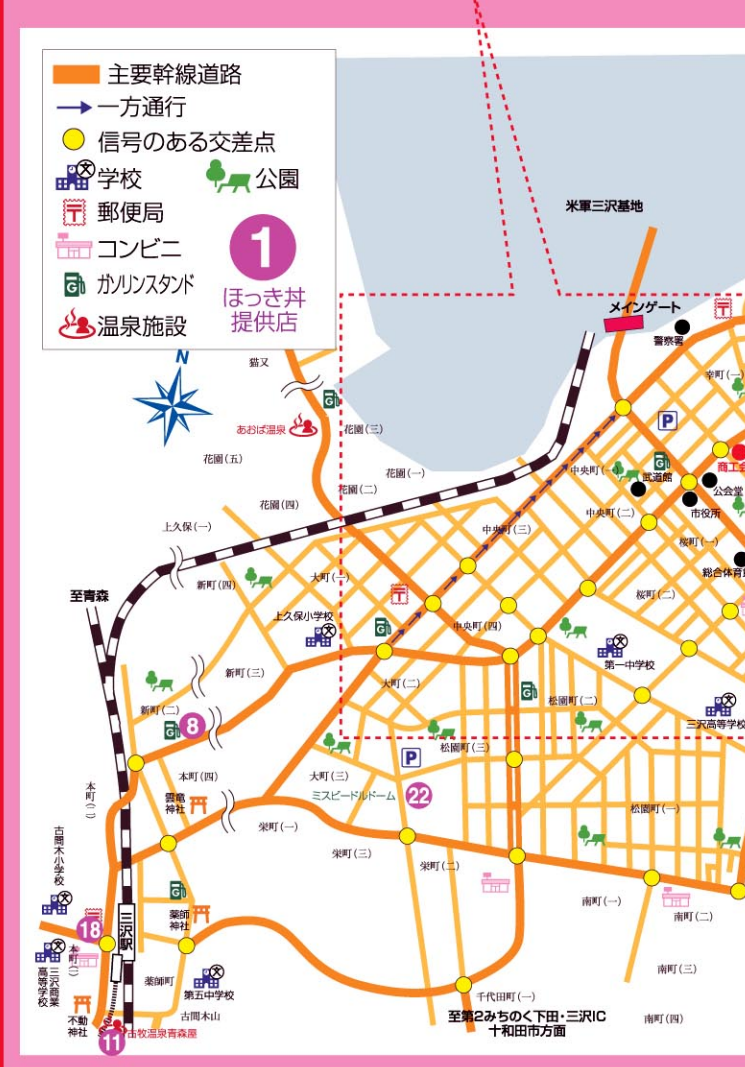 主要幹線道路
一方通行
信号のある交差点
文
学校
公園
〒
郵便局
コンビニ
G
ガソリンスタンド
温泉施設
1
ほっき丼
提供店
N
米軍三沢基地
メインゲート
〒
警察署
幸町(一)
猫又
G
あおば温泉
花園(三)
P
花園(五)
花園(一)
中央町(一)
G
武道館
商工会
花園(二)
公会堂
花園(四)
中央町(二)
市役所
上久保(一)
中央町(三)
桜町(一)
総合体育
至青森
新町(四)
大町(一)
〒
桜町(二)
上久保小学校
文
G
中央町(四)
文
第一中学校
新町(三)
大町(二)
G
松園町(二)
文
三沢高等学校
新町(二)
G
8
松園町(三)
P
本町(四)
大町(三)
ミスビードルドーム
22
本町(二)
雲竜
神社
松園町(一)
栄町(一)
栄町(三)
栄町(二)
古間木小学校
文
G
薬師
神社
南町(一)
南町(二)
18
三沢駅
本町(一)
文
三沢商業
高等学校
薬師町
文
第五中学校
南町(三)
千代田町(一)
不動
神社
古間木山
南町(四)
古牧温泉青森屋
11
至第2みちのく下田・三沢IC
十和田市方面